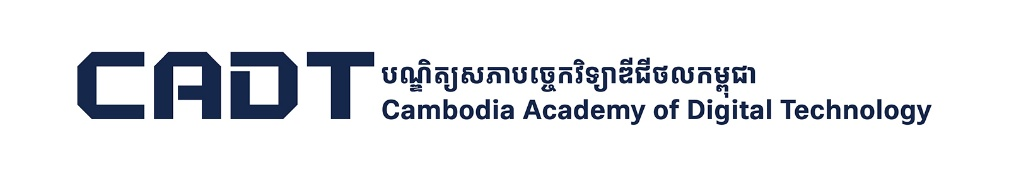 CADT
បណ្ឌិត្យសភាបច្ចេកវិទ្យាឌីជីថលកម្ពុជា
Cambodia Academy of Digital Technology